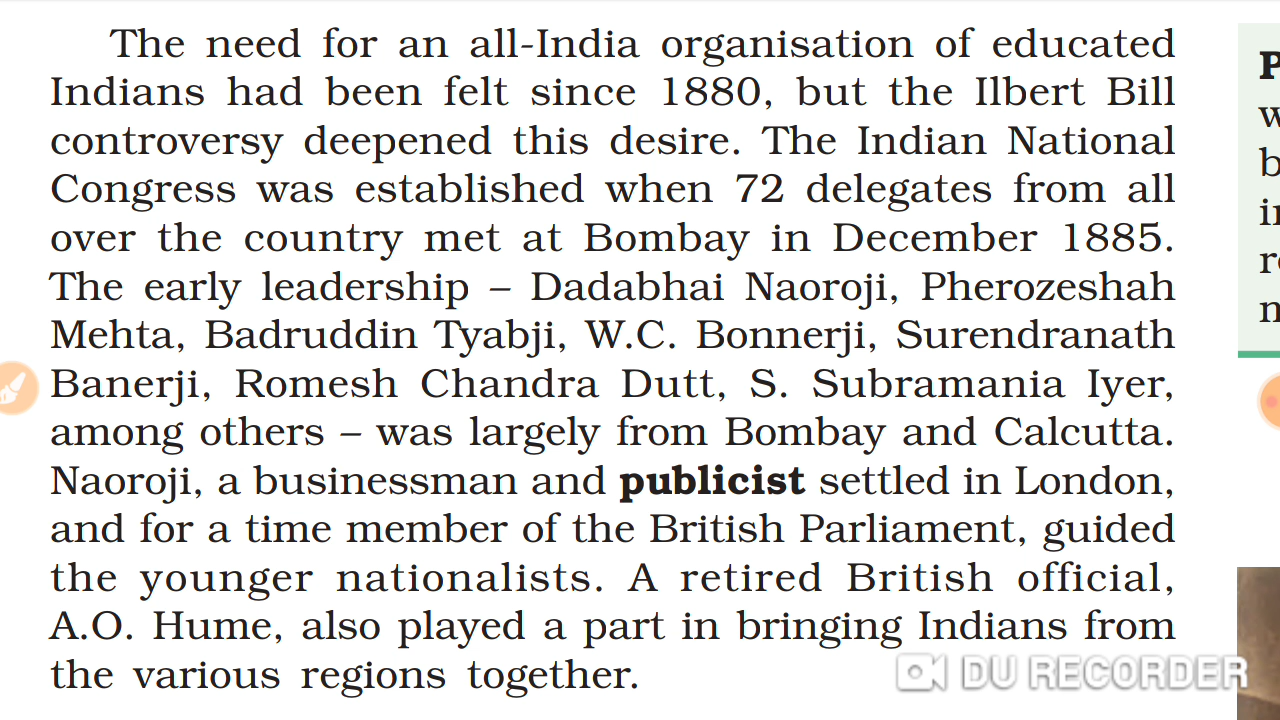 The need for an all-India organisation of educated
Indians had been felt since 1880, but the Ilbert Bill
controversy deepened this desire. The Indian National
Congress was established when 72 delegates from all
over the country met at Bombay in December 1885.
The early leadership – Dadabhai Naoroji, Pherozeshah
Mehta, Badruddin Tyabji, W.C. Bonnerji, Surendranath
Banerji, Romesh Chandra Dutt, S. Subramania Iyer,
among others – was largely from Bombay and Calcutta.
Naoroji, a businessman and publicist settled in London,
and for a time member of the British Parliament, guided
the younger nationalists. A retired British official,
A.O. Hume, also played a part in bringing Indians from
the various regions together.
DU RECORDER